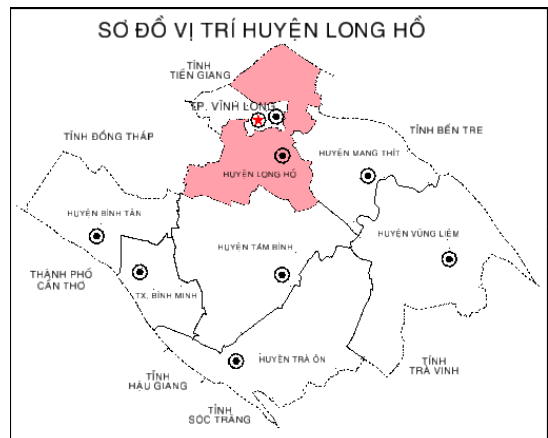 SƠ ĐỒ VỊ TRÍ HUYỆN LONG HỒ
TỈNH
TIỀN GIANG
TP. VĨNH LONG
TỈNH ĐỒNG THÁP
TỈNH BẾN TRE
HUYỆN MANG THÍT
HUYỆN LONG HỒ
HUYỆN BÌNH TÂN
HUYỆN VŨNG LIÊM
HUYỆN TAM BÌNH
THÀNH PHỐ
CẦN THƠ
TX. BÌNH MINH
HUYỆN TRÀ ÔN
TỈNH
TRÀ VINH
TỈNH
HẬU GIANG
TỈNH
SÓC TRĂNG